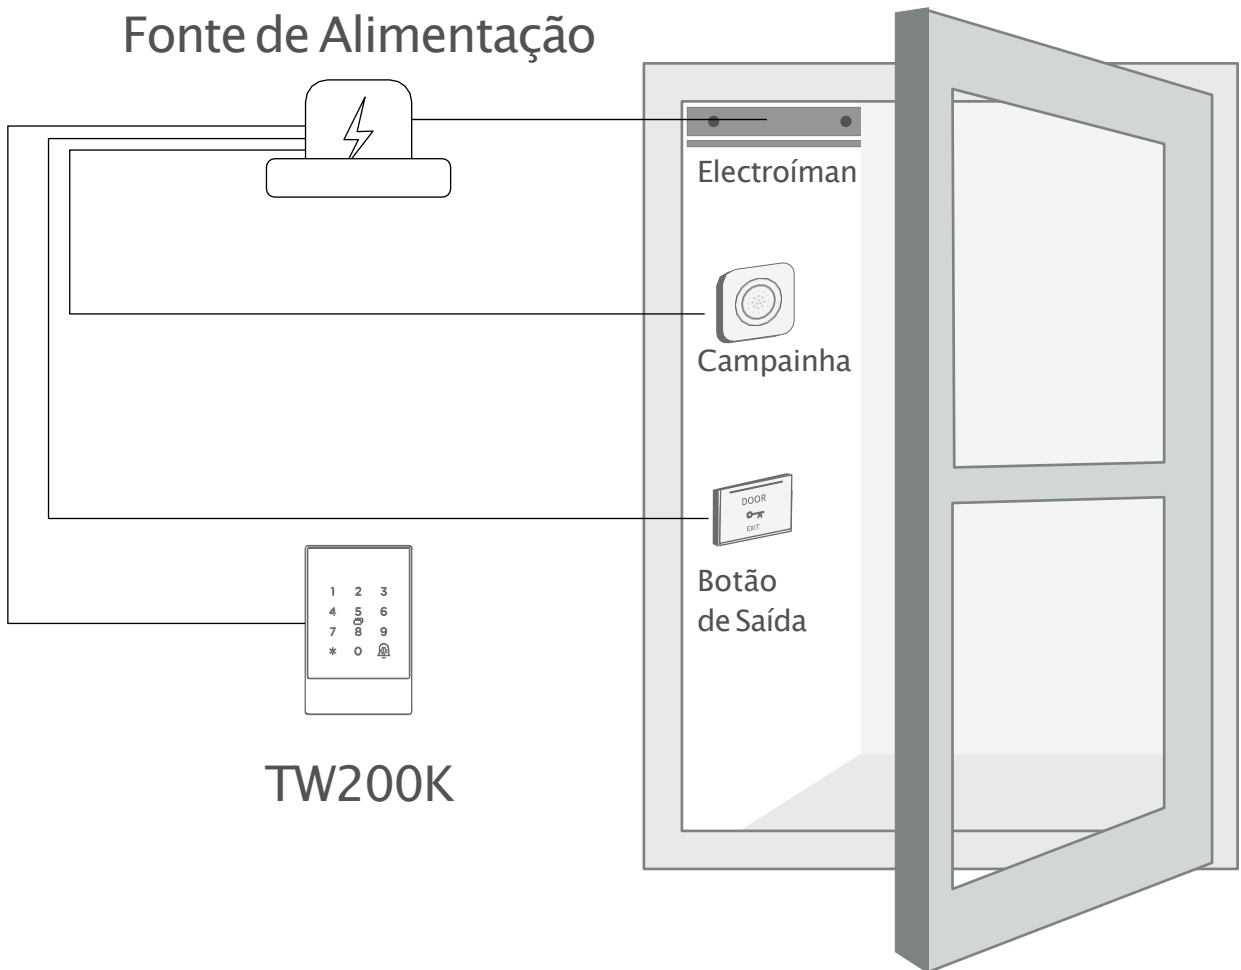 Fonte de Alimentação
Electroíman
Campainha
DOOR
EXIT
Botão
de Saída
1 2 3
4 5 6
7 8 9
* 0
TW200K